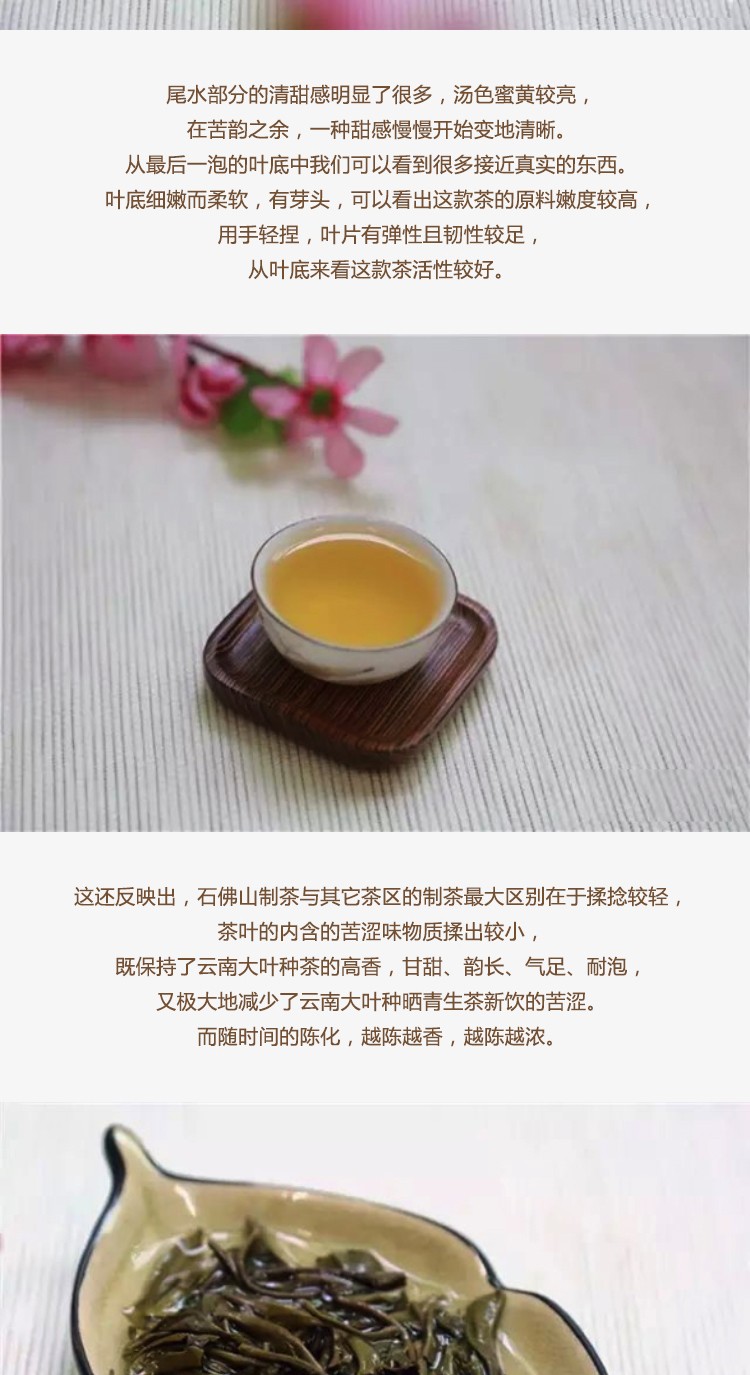 尾水部分的清甜感明显了很多，汤色蜜黄较亮，
在苦韵之余，一种甜感慢慢开始变地清晰。
从最后一泡的叶底中我们可以看到很多接近真实的东西。
叶底细嫩而柔软，有芽头，可以看出这款茶的原料嫩度较高，
用手轻捏，叶片有弹性且韧性较足，
从叶底来看这款茶活性较好。
这还反映出，石佛山制茶与其它茶区的制茶最大区别在于揉捻较轻，
茶叶的内含的苦涩味物质揉出较小，
既保持了云南大叶种茶的高香，甘甜、韵长、气足、耐泡，
又极大地减少了云南大叶种晒青生茶新饮的苦涩。
而随时间的陈化，越陈越香，越陈越浓。